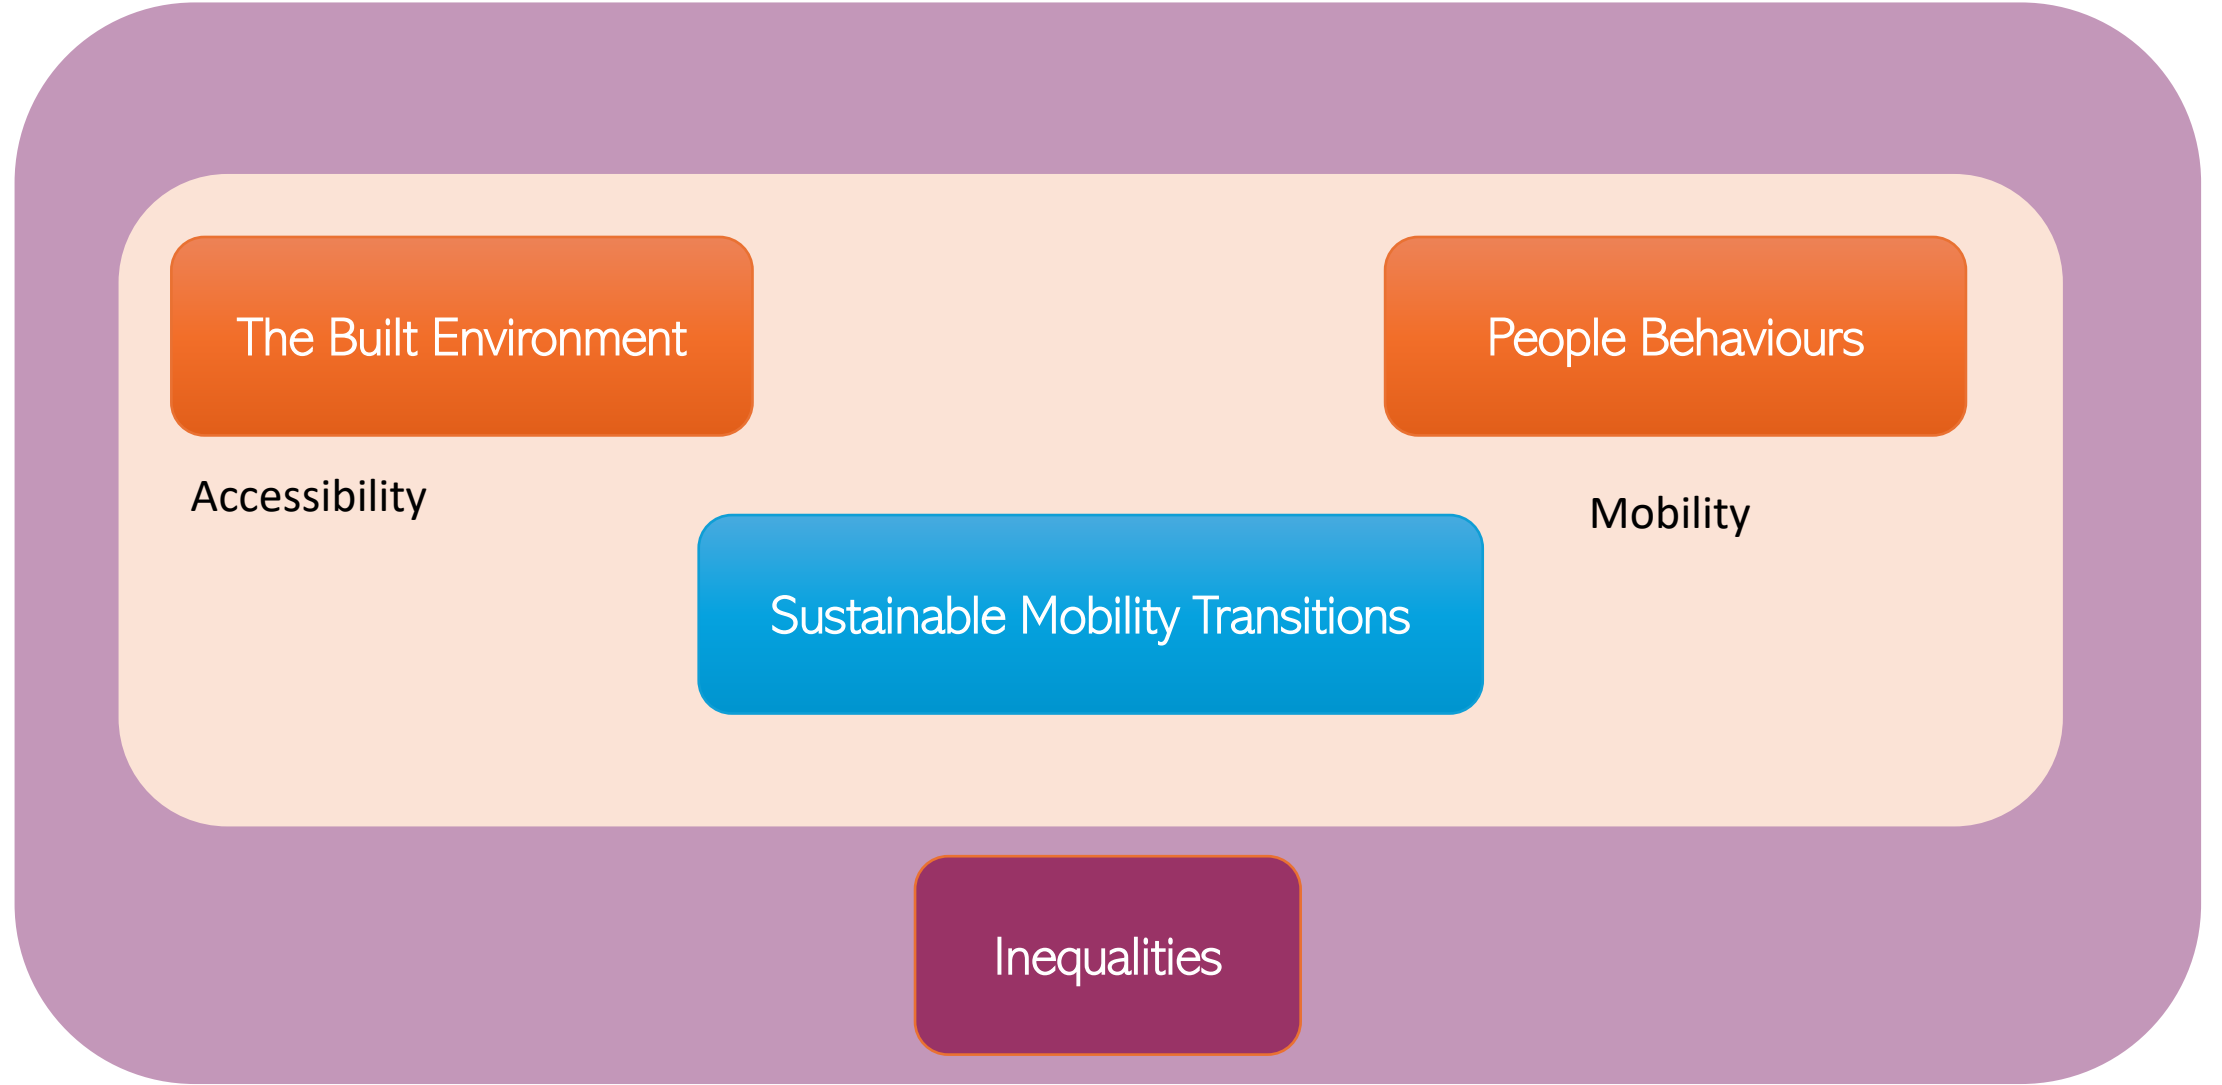 The Built Environment
People Behaviours
Accessibility
Mobility
Sustainable Mobility Transitions
Inequalities